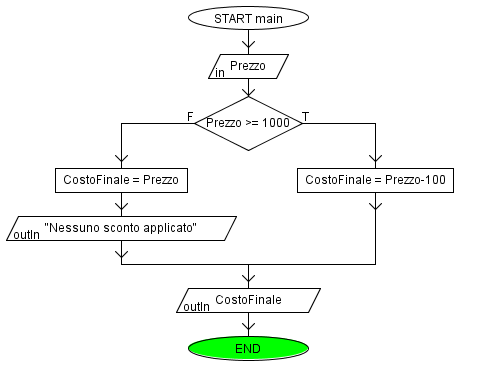 START main
Prezzo
in
F
Prezzo >= 1000
T
CostoFinale = Prezzo
CostoFinale = Prezzo-100
"Nessuno sconto applicato"
outln
CostoFinale
outln
END